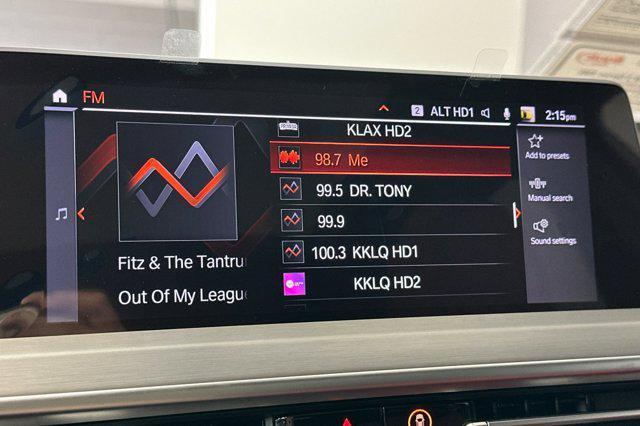 FM
2 ALT HD1 2:15pm
KLAX HD2
98.7 Me
99.5 DR. TONY
99.9
100.3 KKLQ HD1
KKLQ HD2
Fitz & The Tantru
Out Of My League
Add to presets
Manual search
Sound settings